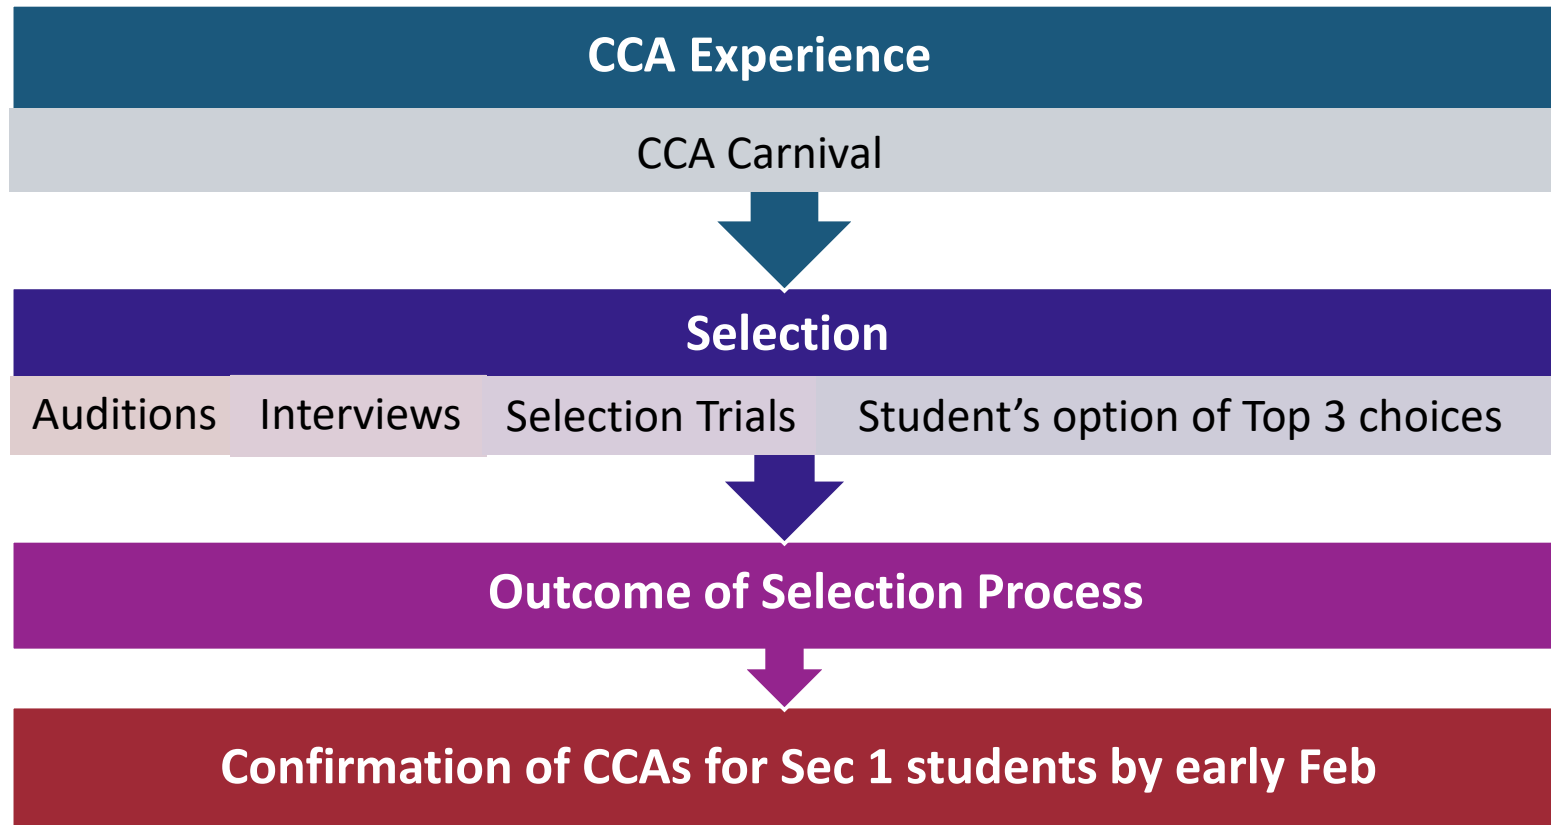 CCA Experience
CCA Carnival
Selection
Auditions Interviews Selection Trials Student’s option of Top 3 choices
Outcome of Selection Process
Confirmation of CCAs for Sec 1 students by early Feb